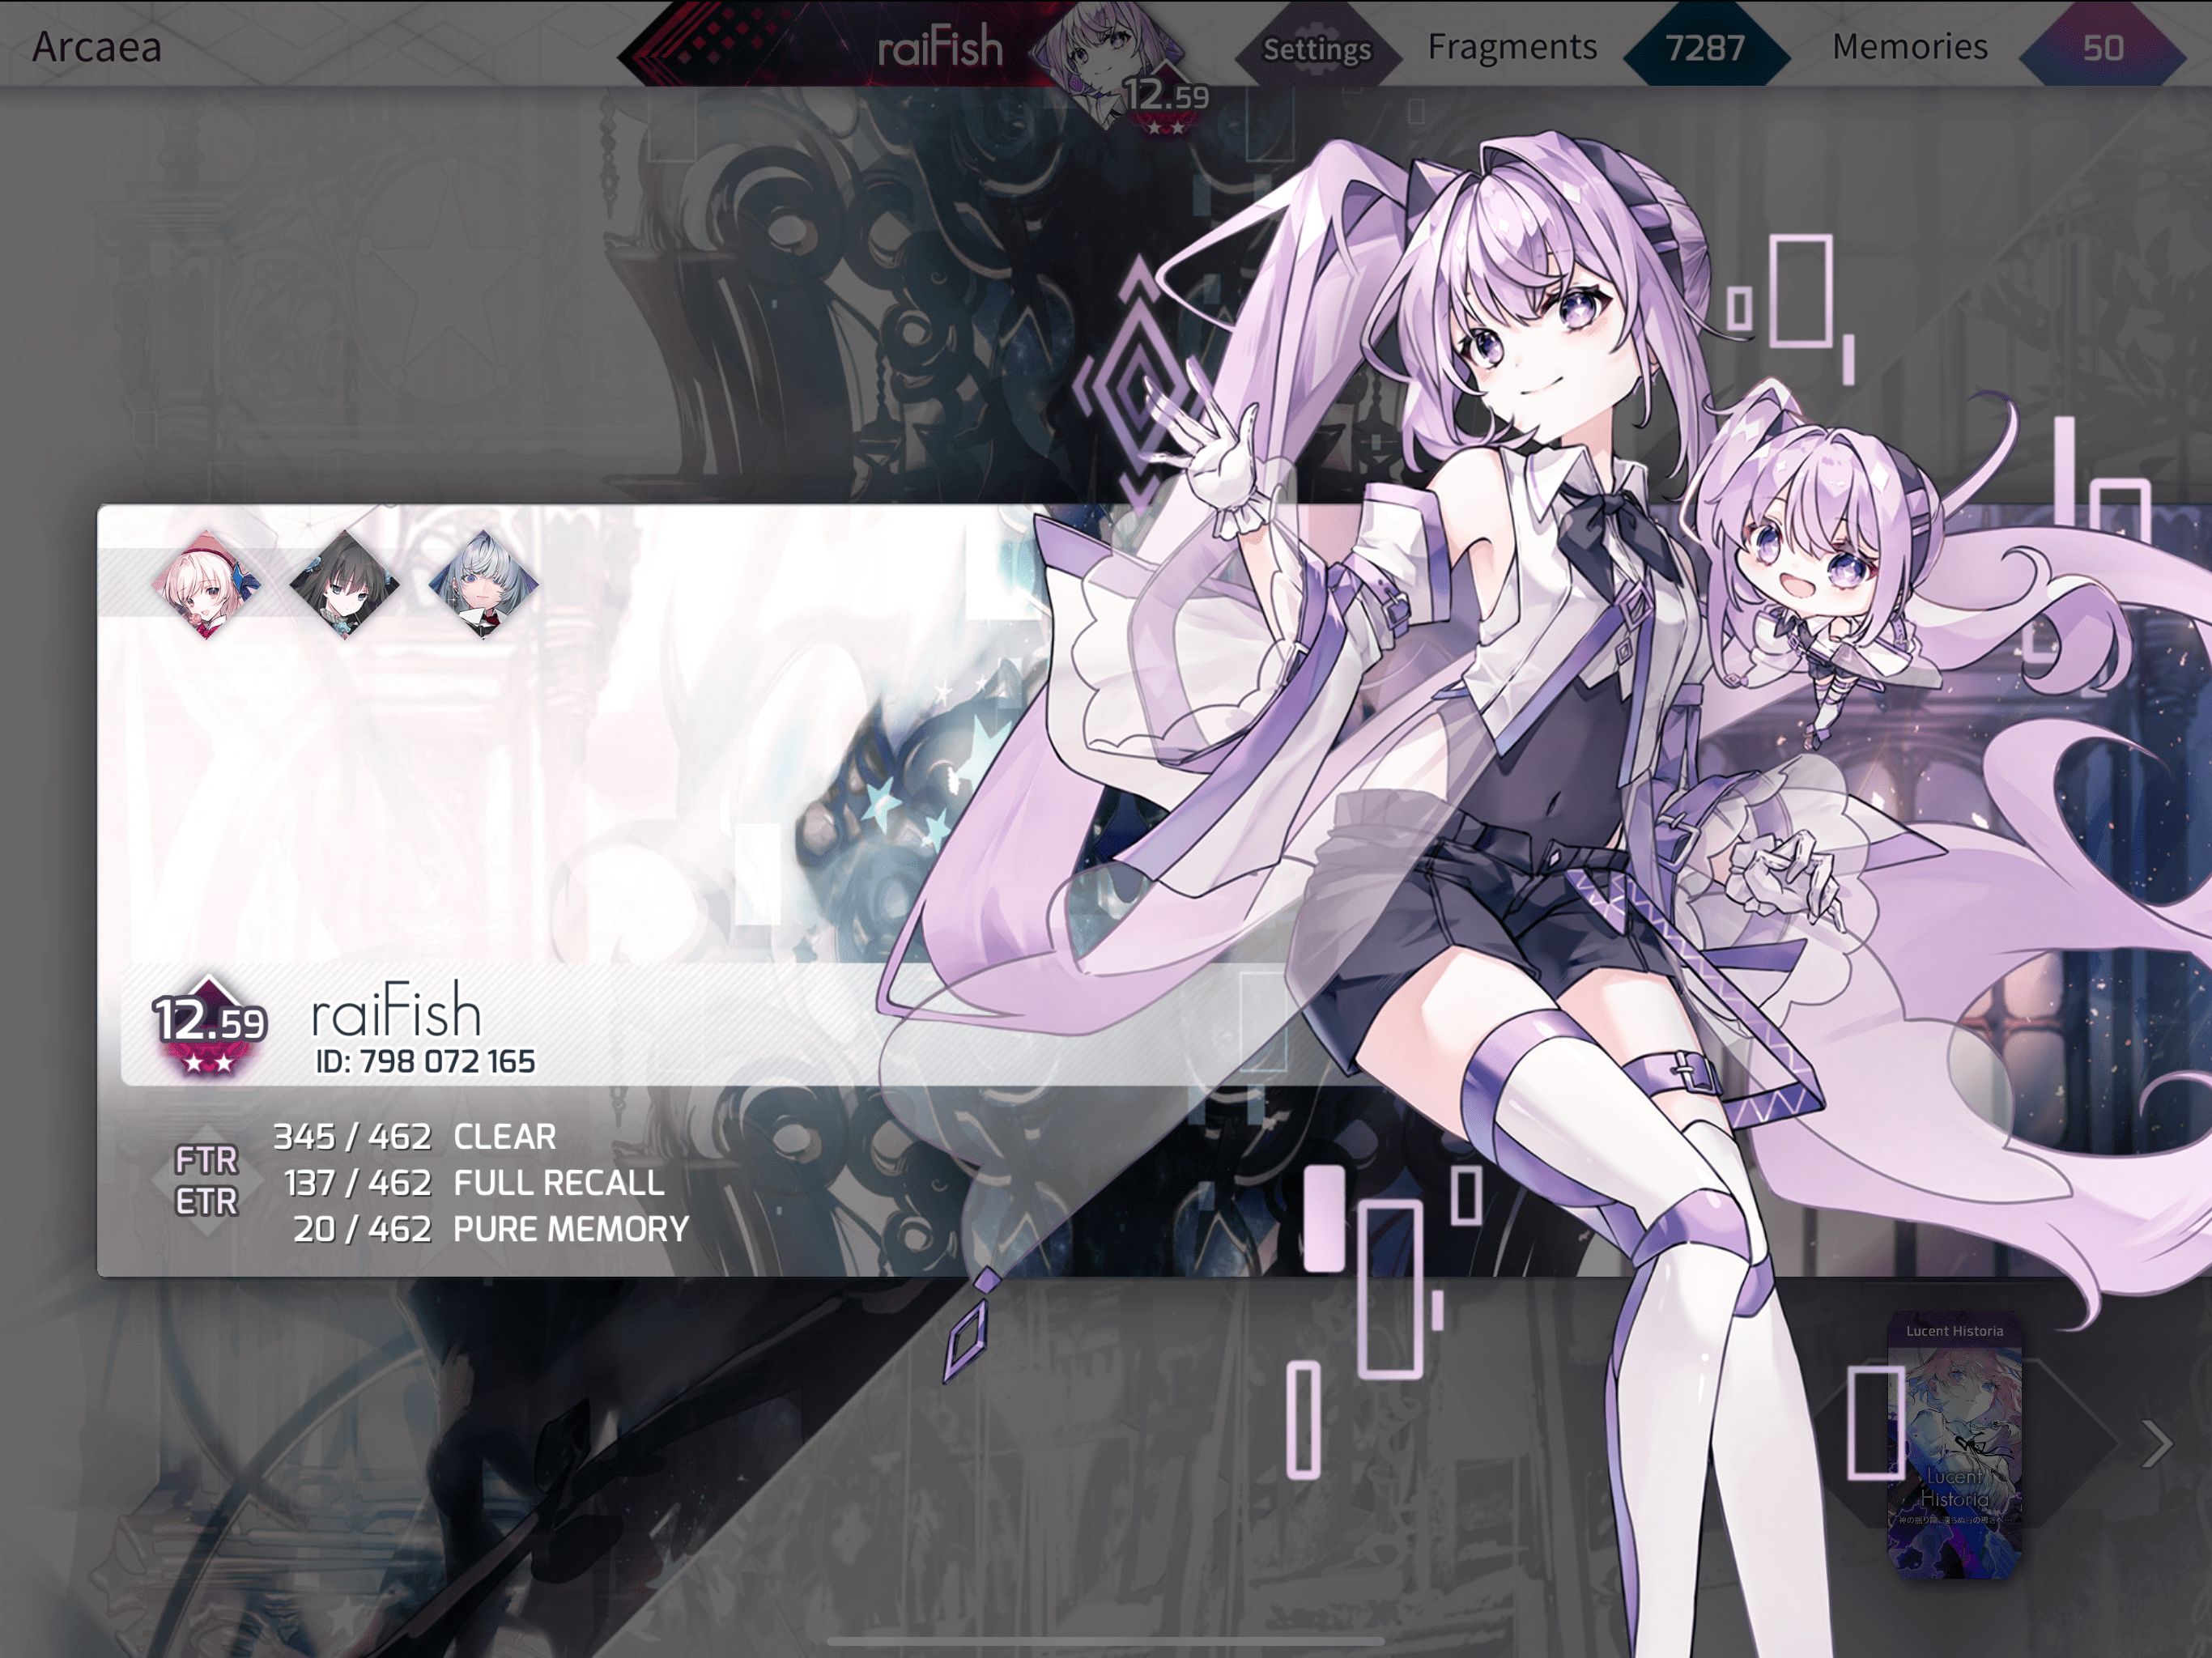 Arcaea
raiFish
12.59
Settings
Fragments
7287
Memories
50
12.59
raiFish
ID: 798 072 165
FTR
ETR
345 / 462 CLEAR
137 / 462 FULL RECALL
20 / 462 PURE MEMORY
Lucent Historia
Lucent
Historia